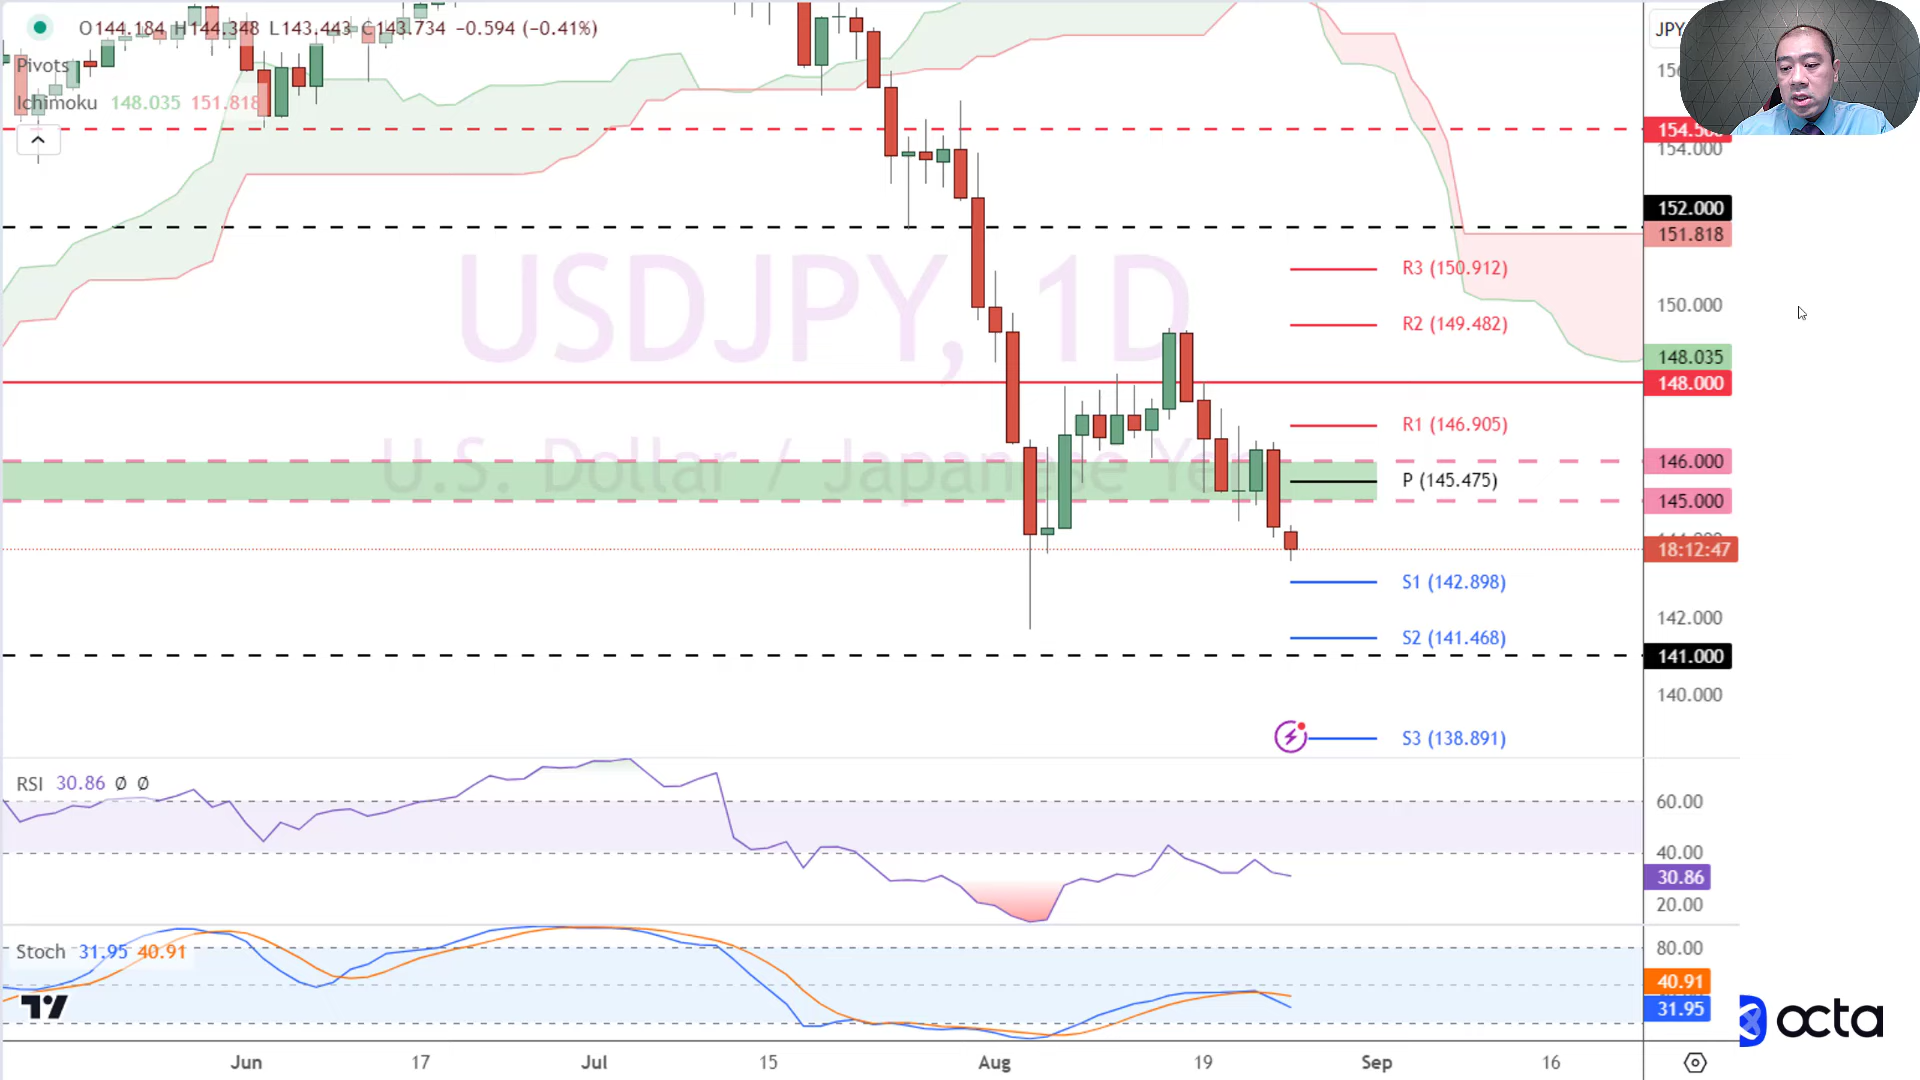 O144.184 H144.348 L143.443 C143.734 −0.594 (−0.41%)
JPY
Pivots
Ichimoku 148.035 151.818
154.000
152.000
151.818
R3 (150.912)
150.000
R2 (149.482)
148.035
148.000
R1 (146.905)
146.000
P (145.475)
145.000
18:12:47
S1 (142.898)
142.000
S2 (141.468)
141.000
140.000
S3 (138.891)
USDJPY, 1D
U.S. Dollar / Japanese Yen
RSI 30.86 Ø Ø
60.00
40.00
30.86
20.00
Stoch 31.95 40.91
80.00
40.91
31.95
octa
Jun 17 Jul 15 Aug 19 Sep 16